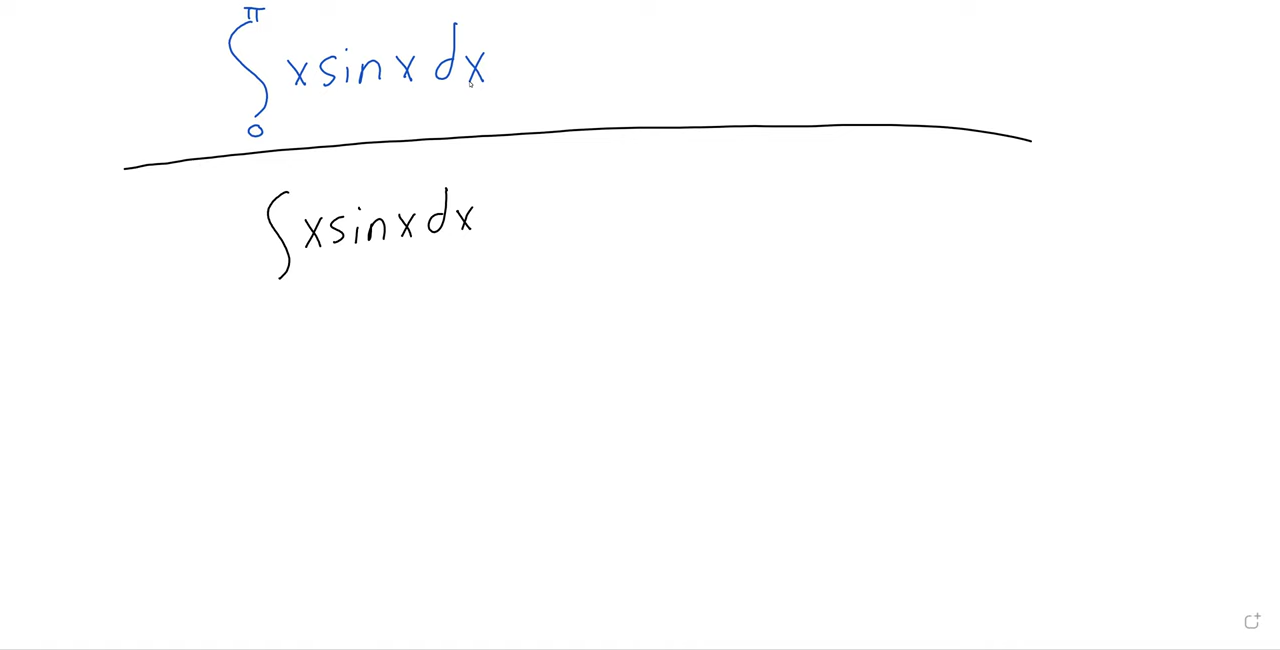 ∫₀^π x sin x dx
∫ x sin x dx